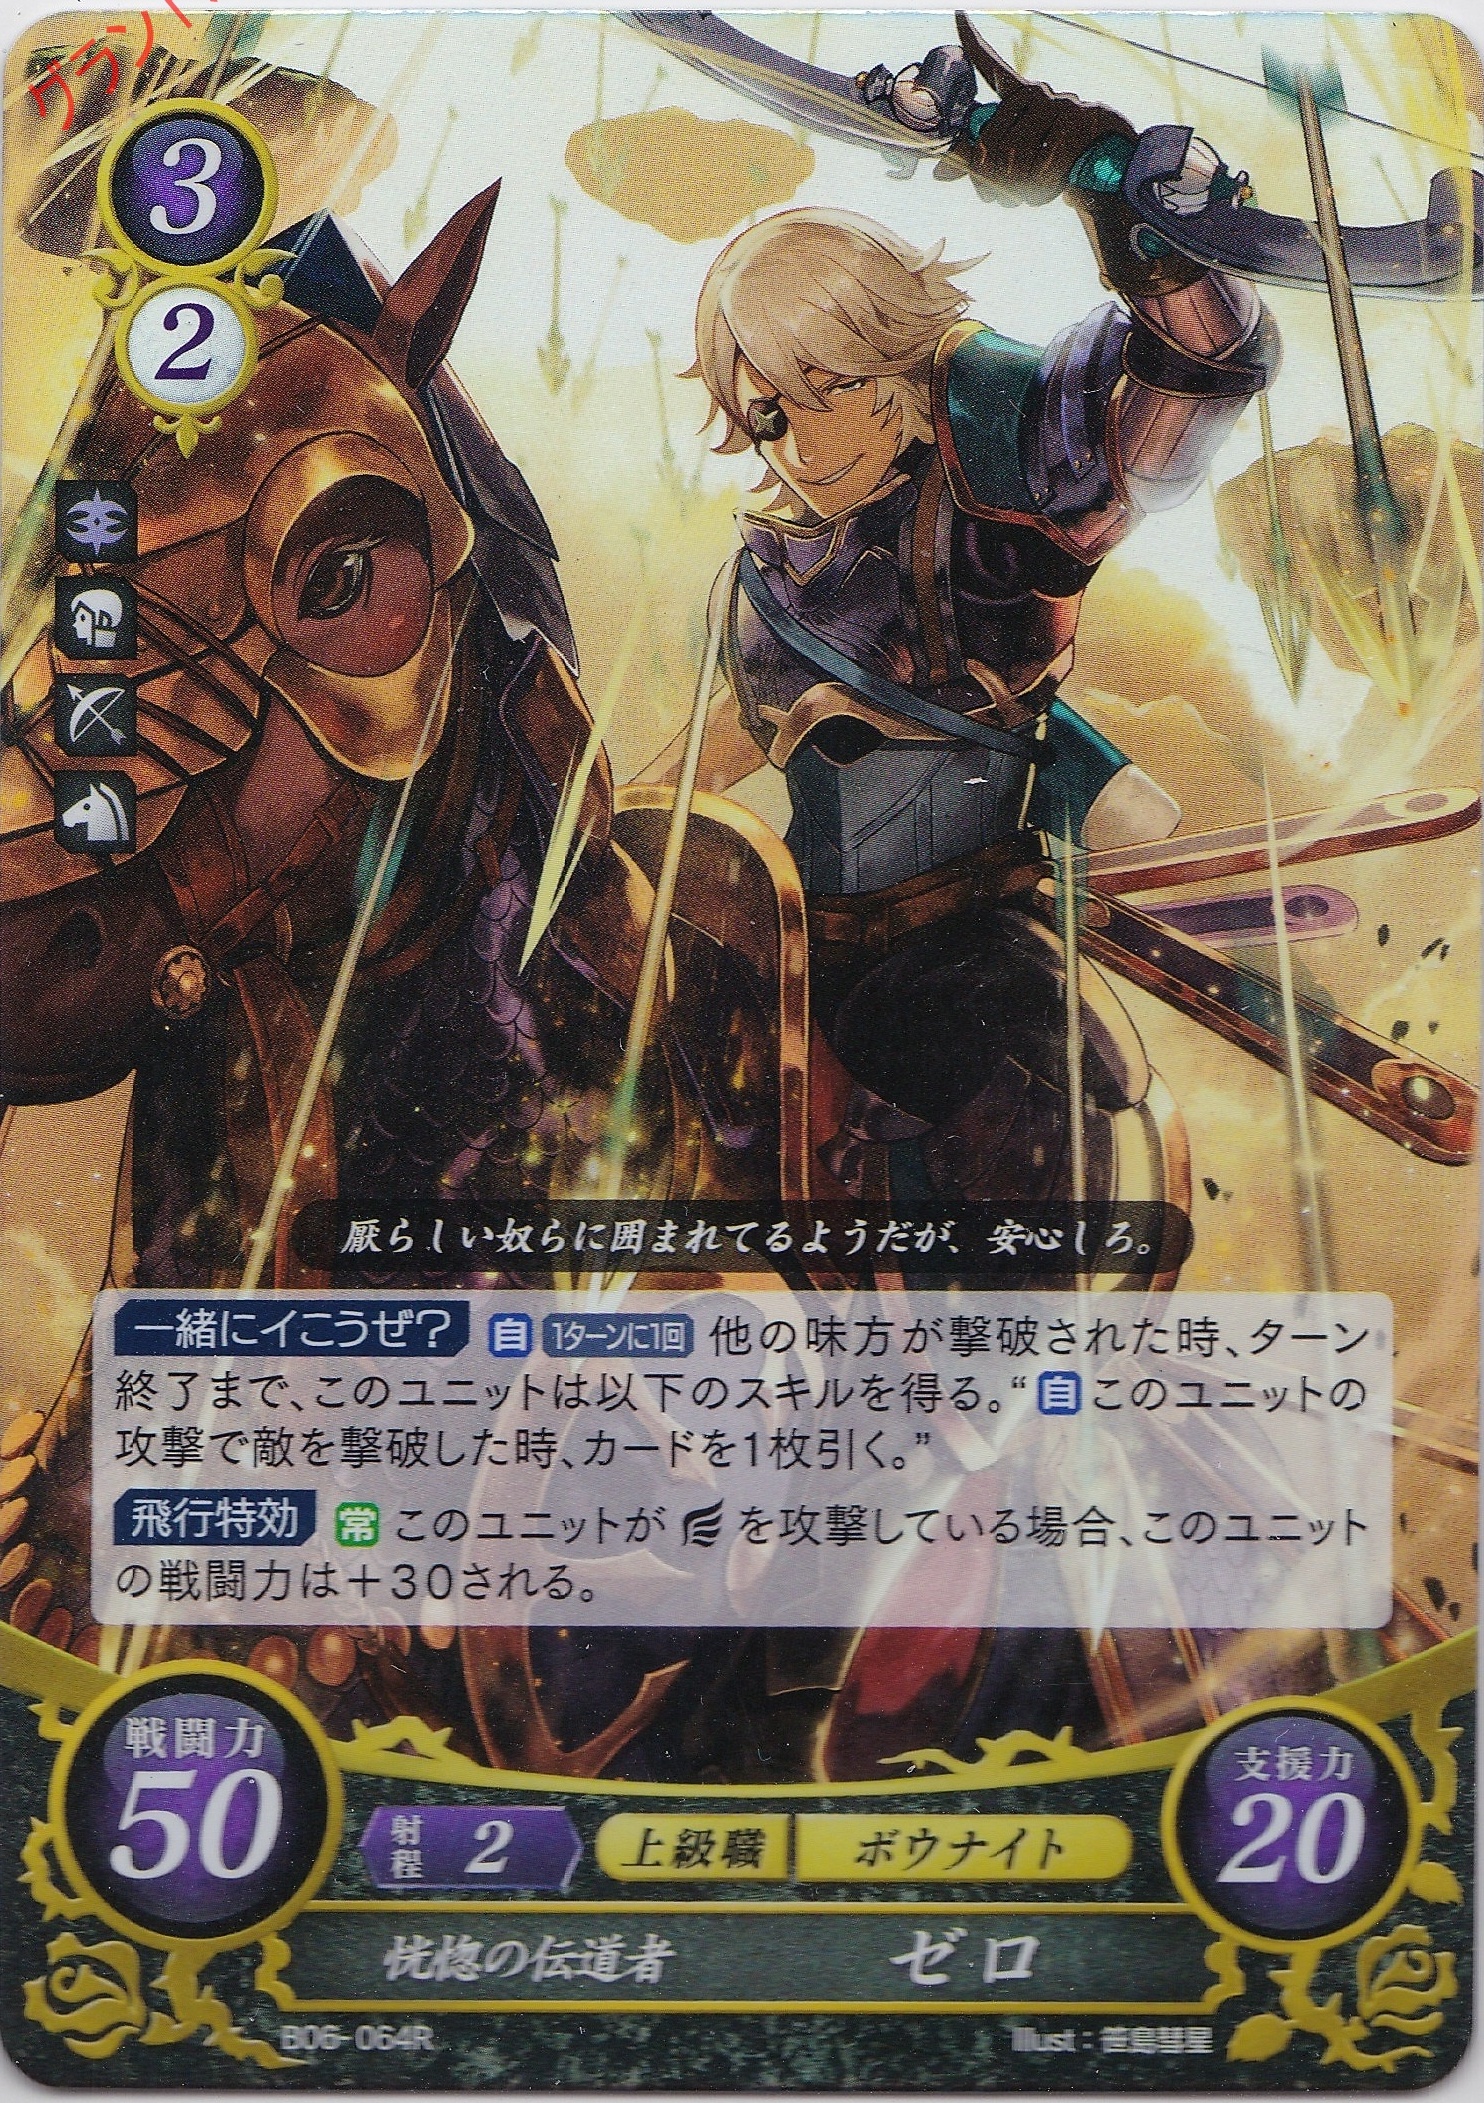 グラン
3
2
厭らしい奴らに囲まれてるようだが、安心しろ。
一緒にイこうぜ? 自 1ターンに1回 他の味方が撃破された時、ターン
終了まで、このユニットは以下のスキルを得る。“自このユニットの
攻撃で敵を撃破した時、カードを1枚引く。”
飛行特効 常 このユニットが を攻撃している場合、このユニット
の戦闘力は+30される。
戦闘力
50
射程 2
上級職 ボウナイト
支援力
20
恍惚の伝道者 ゼロ
B06-064R Illust:笹島彗星